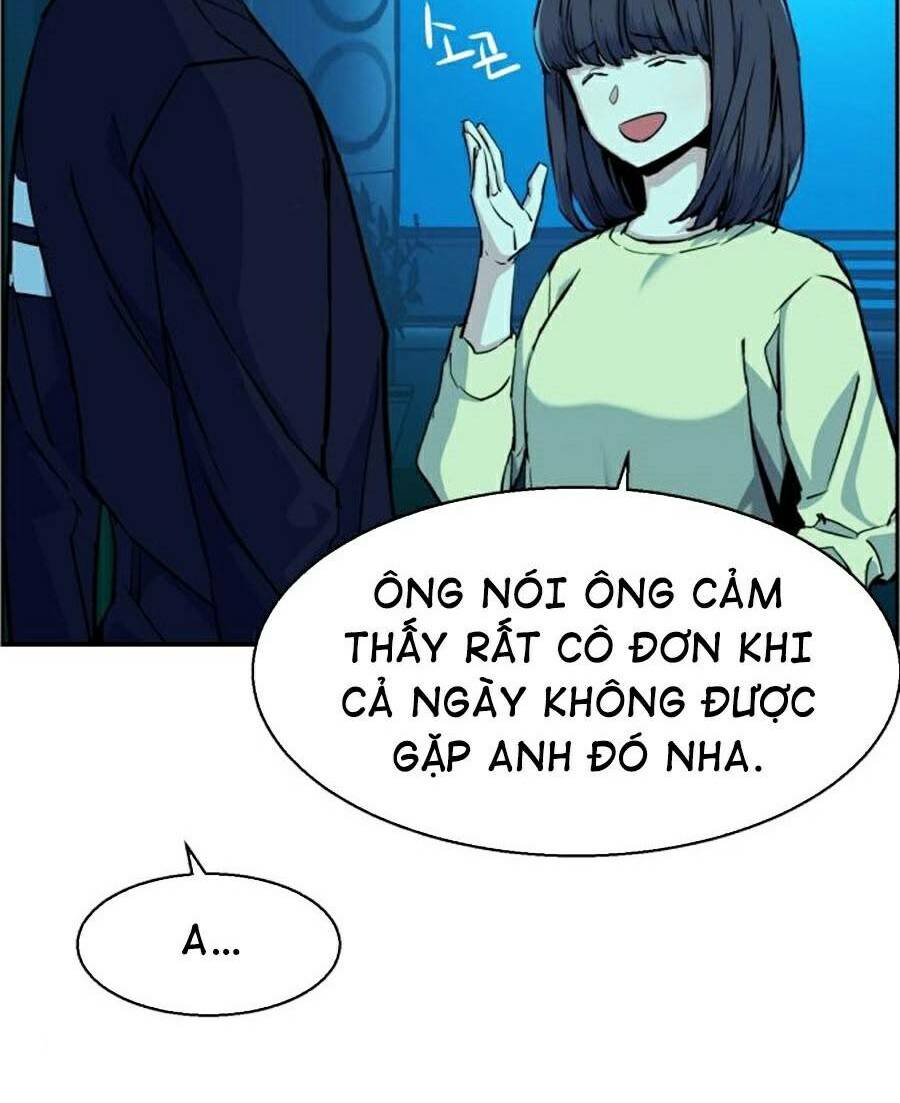 소곤
ÔNG NÓI ÔNG CẢM
THẤY RẤT CÔ ĐƠN KHI
CẢ NGÀY KHÔNG ĐƯỢC
GẶP ANH ĐÓ NHA.
A...